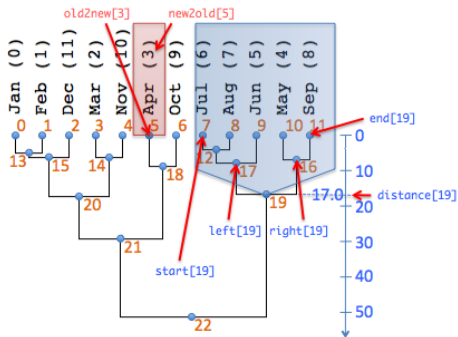 old2new[3] new2old[5]
Jan (0)
Feb (1)
Dec (11)
Mar (2)
Nov (10)
Apr (3)
Oct (9)
Jul (6)
Aug (7)
Jun (5)
May (4)
Sep (8)
0 1 2 3 4 5 6 7 8 9 10 11
end[19]
0
13 15 14 18 12 17 16
19 17.0 distance[19]
20 20
left[19] right[19]
21 30
start[19]
40
50
22